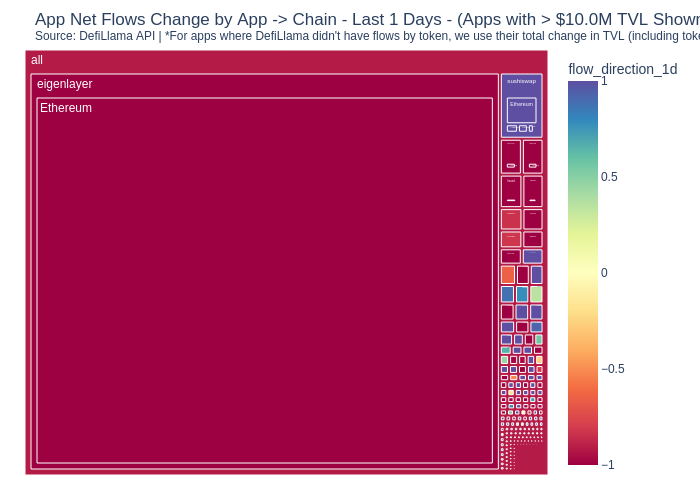 App Net Flows Change by App -> Chain - Last 1 Days - (Apps with > $10.0M TVL Shown
Source: DefiLlama API | *For apps where DefiLlama didn't have flows by token, we use their total change in TVL (including
all
eigenlayer
Ethereum
sushiswap
Ethereum
flow_direction_1d
1
0.5
0
−0.5
−1